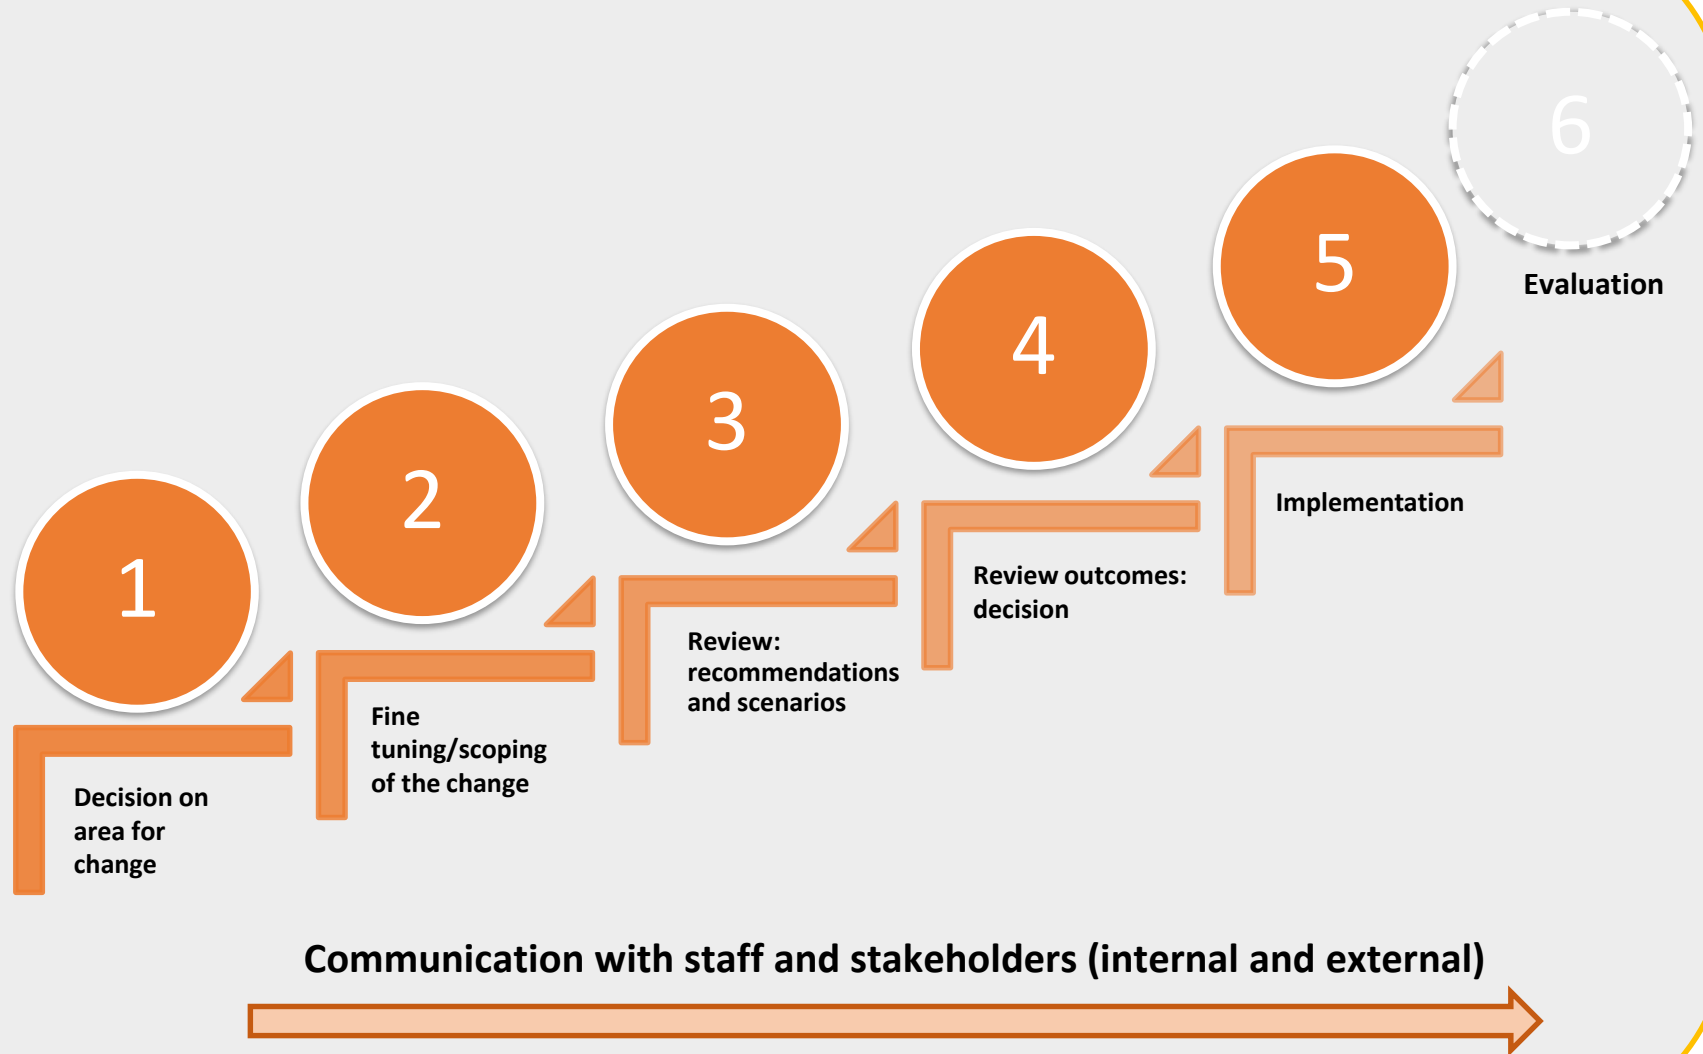 1
Decision on
area for
change
2
Fine
tuning/scoping
of the change
3
Review:
recommendations
and scenarios
4
Review outcomes:
decision
5
Implementation
6
Evaluation
Communication with staff and stakeholders (internal and external)